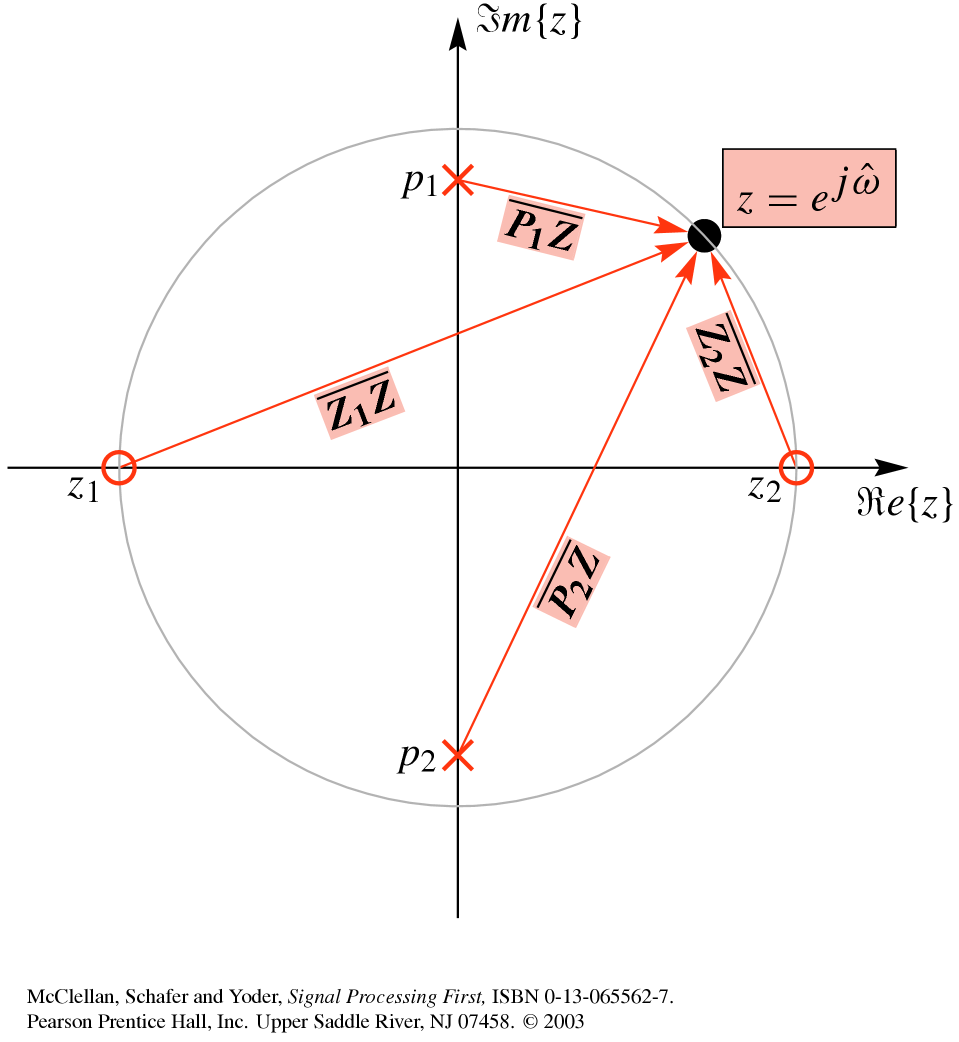 ℑm{z}
z = e^{jω̂}
p₁
P₁Z
Z₂Z
Z₁Z
z₁
z₂
ℜe{z}
P₂Z
p₂
McClellan, Schafer and Yoder, Signal Processing First, ISBN 0-13-065562-7.
Pearson Prentice Hall, Inc. Upper Saddle River, NJ 07458. © 2003